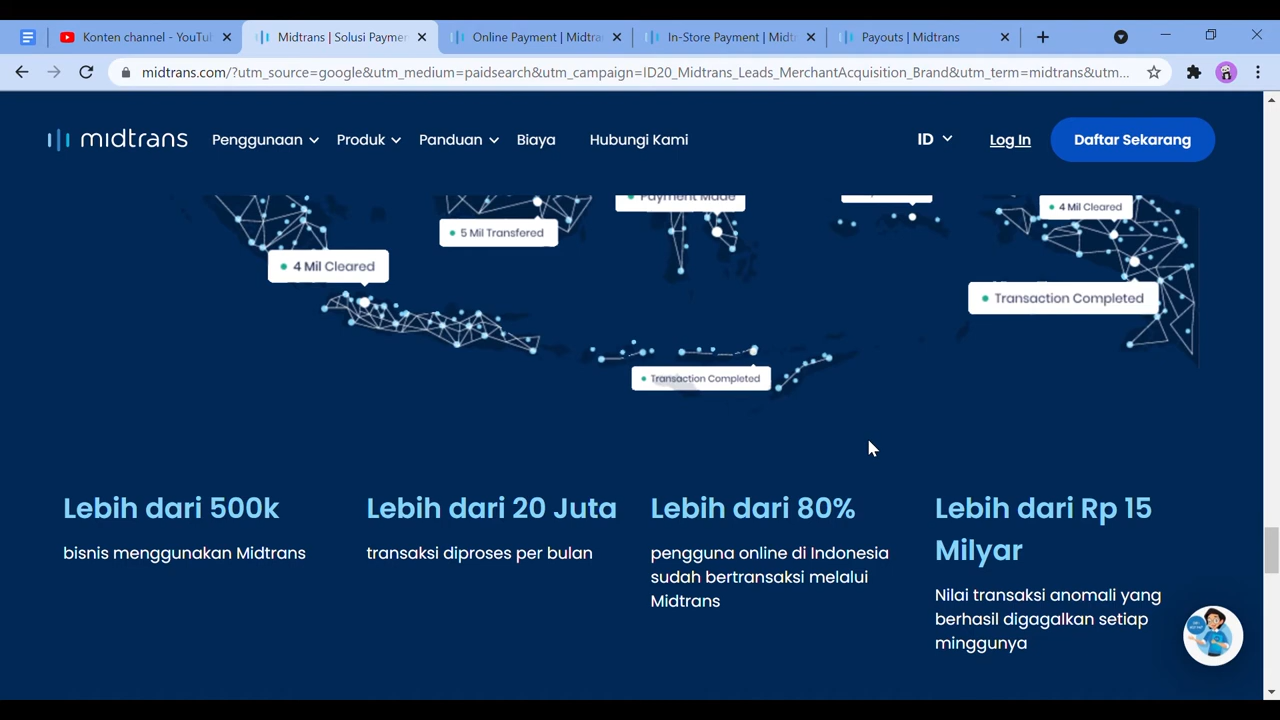 Konten channel - YouTu
Midtrans | Solusi Paymen
Online Payment | Midtra
In-Store Payment | Midt
Payouts | Midtrans
midtrans.com/?utm_source=google&utm_medium=paidsearch&utm_campaign=ID20_Midtrans_Leads_MerchantAcquisition_Brand&utm_term=midtrans&utm...
midtrans
Penggunaan
Produk
Panduan
Biaya
Hubungi Kami
ID
Log In
Daftar Sekarang
Payment Made
4 Mil Cleared
5 Mil Transfered
4 Mil Cleared
Transaction Completed
Transaction Completed
Lebih dari 500k
bisnis menggunakan Midtrans
Lebih dari 20 Juta
transaksi diproses per bulan
Lebih dari 80%
pengguna online di Indonesia
sudah bertransaksi melalui
Midtrans
Lebih dari Rp 15
Milyar
Nilai transaksi anomali yang
berhasil digagalkan setiap
minggunya